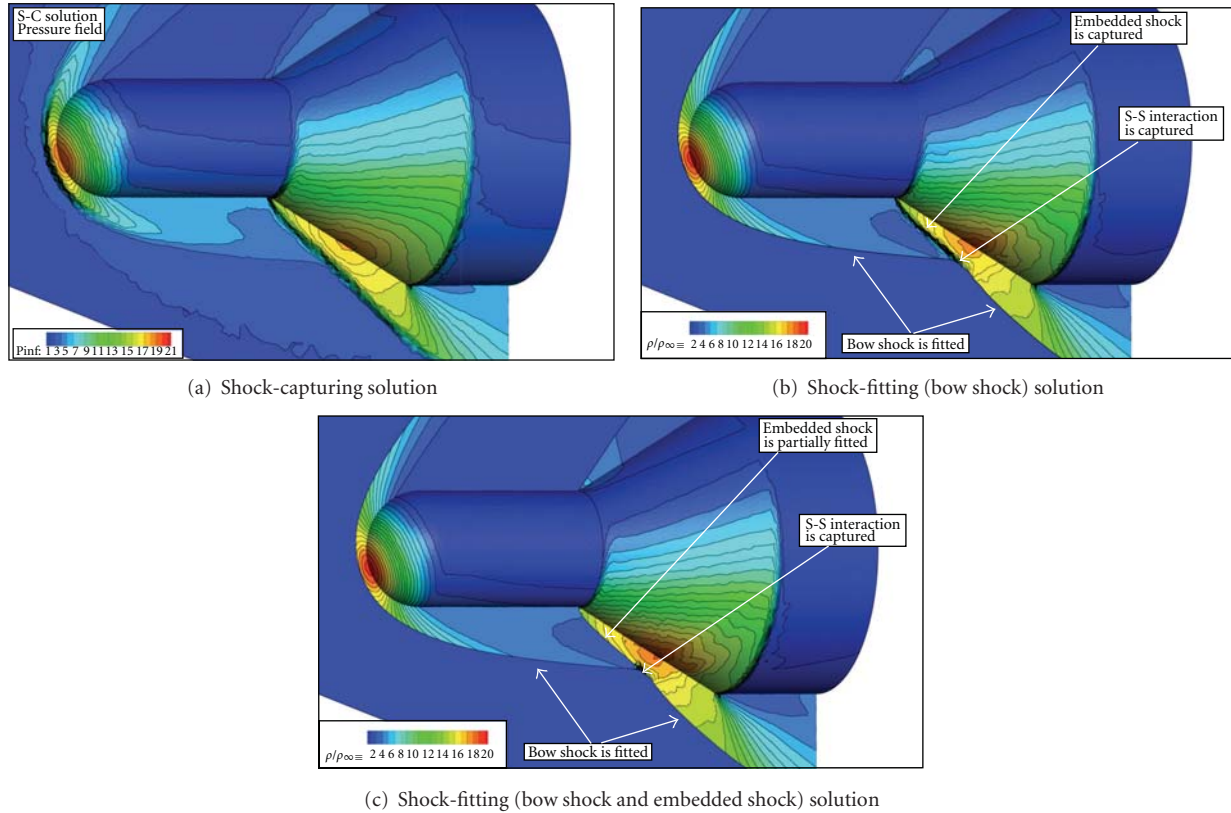 S-C solution
Pressure field
Pinf: 1 3 5 7 9 11 13 15 17 19 21
(a) Shock-capturing solution
Embedded shock
is captured
S-S interaction
is captured
Bow shock is fitted
ρ/ρ∞≡ 2 4 6 8 10 12 14 16 18 20
(b) Shock-fitting (bow shock) solution
Embedded shock
is partially fitted
S-S interaction
is captured
Bow shock is fitted
ρ/ρ∞≡ 2 4 6 8 10 12 14 16 18 20
(c) Shock-fitting (bow shock and embedded shock) solution